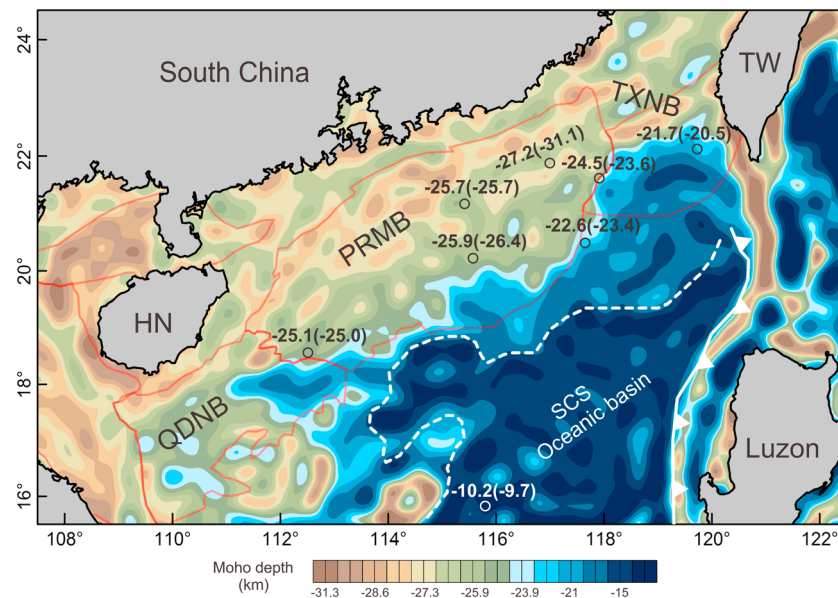 24°
22°
20°
18°
16°
South China
TW
TXNB
-21.7(-20.5)
-27.2(-31.1)
-24.5(-23.6)
-25.7(-25.7)
-22.6(-23.4)
PRMB
-25.9(-26.4)
HN
-25.1(-25.0)
SCS
Oceanic basin
QDNB
Luzon
-10.2(-9.7)
108°
110°
112°
114°
116°
118°
120°
122°
Moho depth
(km)
-31.3
-28.6
-27.3
-25.9
-23.9
-21
-15